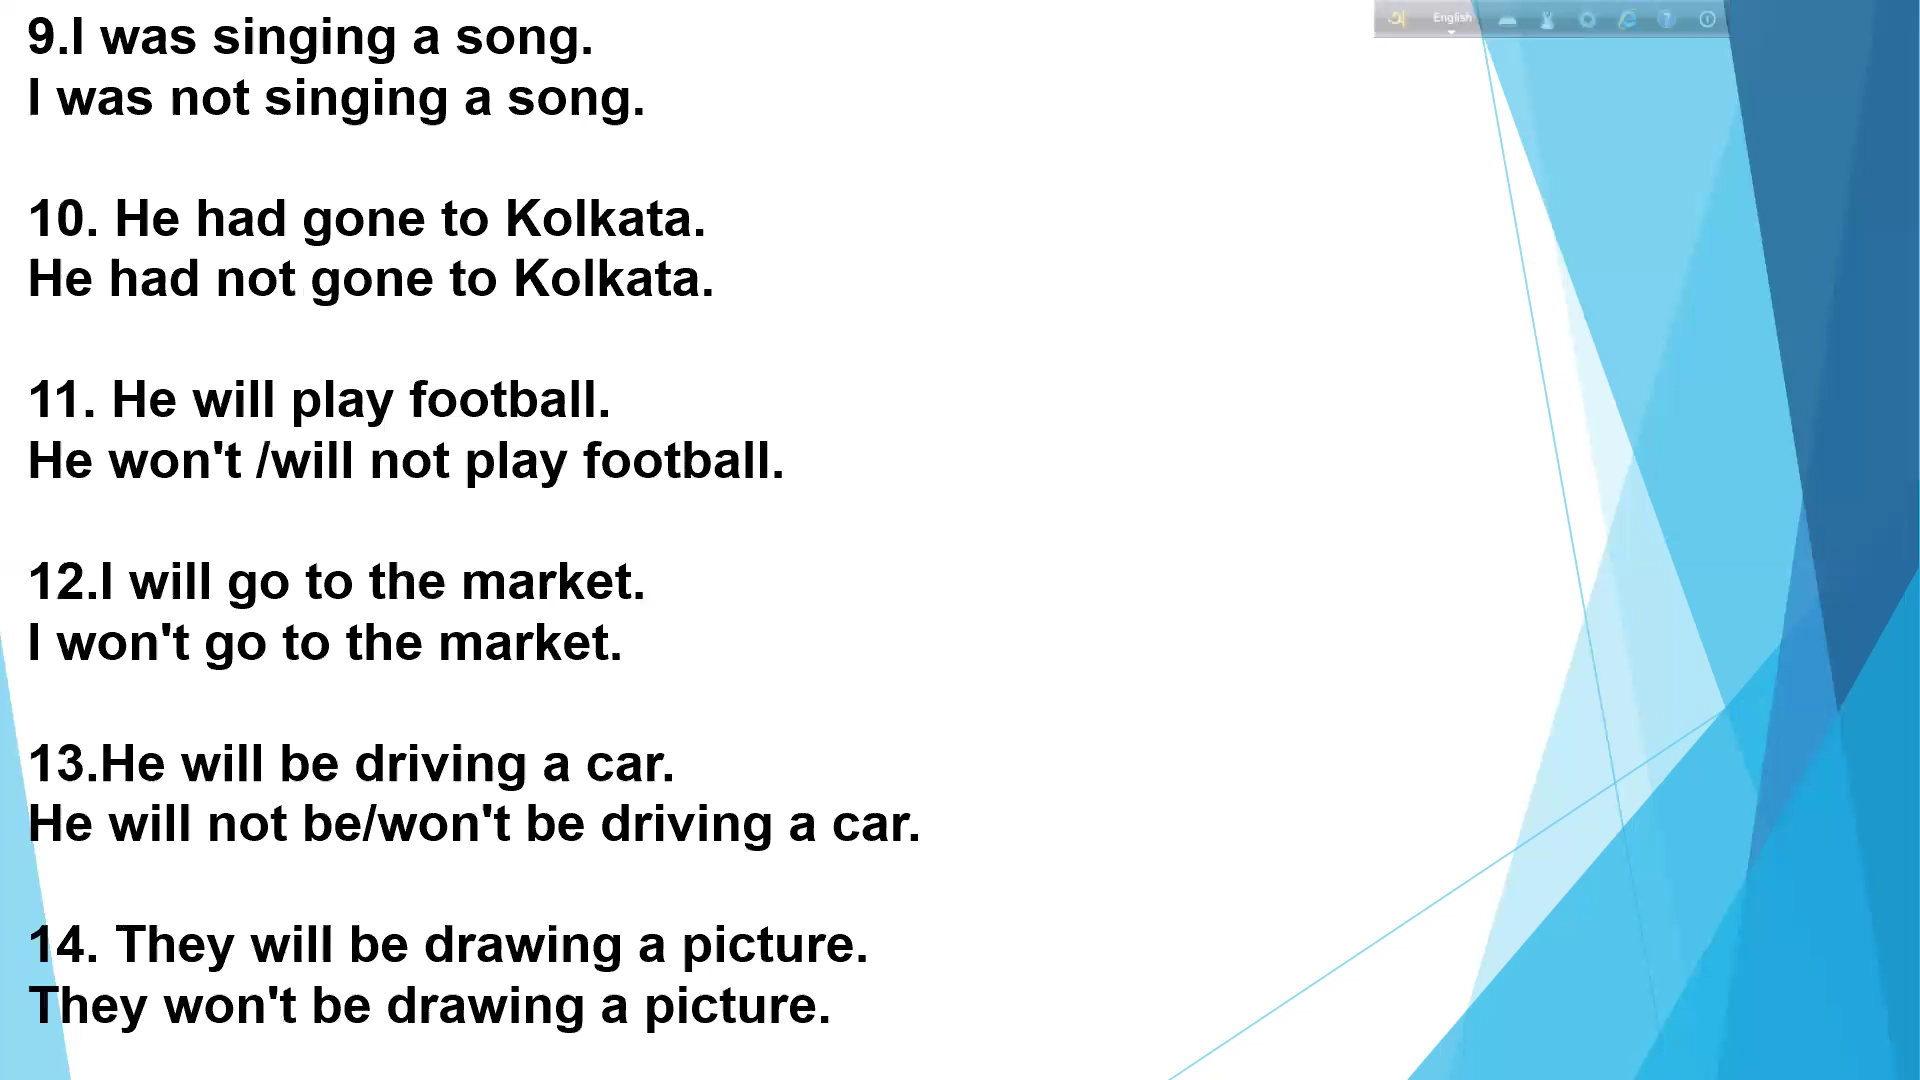 English
9.I was singing a song.
I was not singing a song.
10. He had gone to Kolkata.
He had not gone to Kolkata.
11. He will play football.
He won't /will not play football.
12.I will go to the market.
I won't go to the market.
13.He will be driving a car.
He will not be/won't be driving a car.
14. They will be drawing a picture.
They won't be drawing a picture.